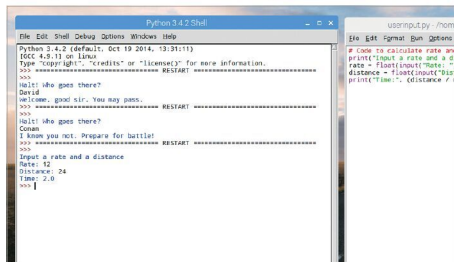 Python 3.4.2 Shell
File Edit Shell Debug Options Windows Help
Python 3.4.2 (default, Oct 19 2014, 13:31:11)
[GCC 4.9.1] on linux
Type "copyright", "credits" or "license()" for more information.
>>> ================================ RESTART ================================
>>>
Halt! Who goes there?
David
Welcome, good sir. You may pass.
>>> ================================ RESTART ================================
>>>
Halt! Who goes there?
Conan
I know you not. Prepare for battle!
>>> ================================ RESTART ================================
>>>
Input a rate and a distance
Rate: 12
Distance: 24
Time: 2.0
>>>
userinput.py - /hom
File Edit Format Run Options
# Code to calculate rate an
print("Input a rate and a d
rate = float(input("Rate: "
distance = float(input("Dis
print("Time:", (distance /